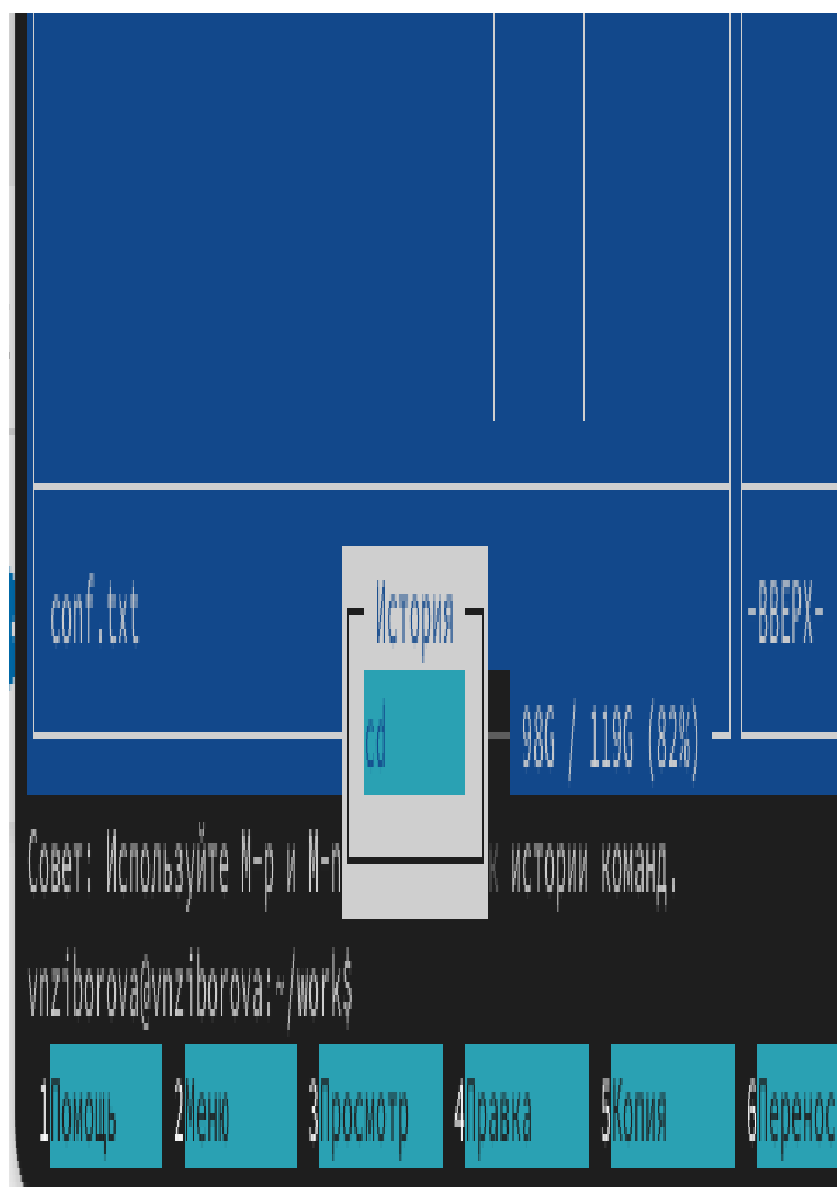 conf.txt
История
-ВВЕРХ-
cd
98G / 119G (82%)
Совет: Используйте M-p и M-n к истории команд.
vnziborova@vnziborova:~/work$
1Помощь 2Меню 3Просмотр 4Правка 5Копия 6Перенос